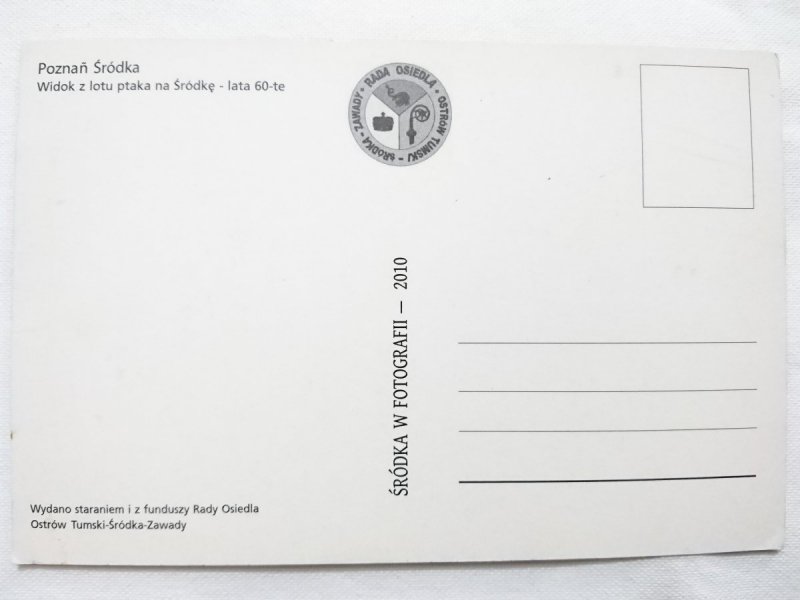 Poznań Śródka
Widok z lotu ptaka na Śródkę - lata 60-te
RADA OSIEDLA • OSTRÓW TUMSKI - ŚRÓDKA - ZAWADY •
ŚRÓDKA W FOTOGRAFII — 2010
Wydano staraniem i z funduszy Rady Osiedla
Ostrów Tumski-Śródka-Zawady